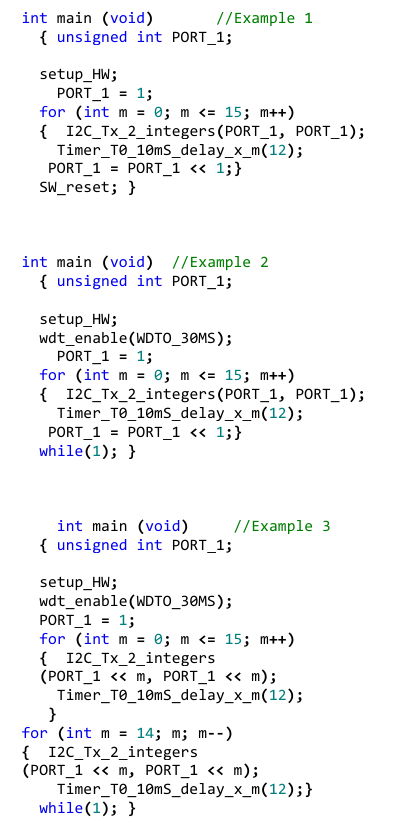 int main (void)       //Example 1
  { unsigned int PORT_1;
  setup_HW;
    PORT_1 = 1;
  for (int m = 0; m <= 15; m++)
  {  I2C_Tx_2_integers(PORT_1, PORT_1);
    Timer_T0_10mS_delay_x_m(12);
   PORT_1 = PORT_1 << 1;}
  SW_reset; }
int main (void)  //Example 2
  { unsigned int PORT_1;
  setup_HW;
  wdt_enable(WDTO_30MS);
    PORT_1 = 1;
  for (int m = 0; m <= 15; m++)
  {  I2C_Tx_2_integers(PORT_1, PORT_1);
    Timer_T0_10mS_delay_x_m(12);
   PORT_1 = PORT_1 << 1;}
  while(1); }
    int main (void)     //Example 3
  { unsigned int PORT_1;
  setup_HW;
  wdt_enable(WDTO_30MS);
  PORT_1 = 1;
  for (int m = 0; m <= 15; m++)
  {  I2C_Tx_2_integers
  (PORT_1 << m, PORT_1 << m);
    Timer_T0_10mS_delay_x_m(12);
   }
for (int m = 14; m; m--)
{  I2C_Tx_2_integers
(PORT_1 << m, PORT_1 << m);
    Timer_T0_10mS_delay_x_m(12);}
  while(1); }